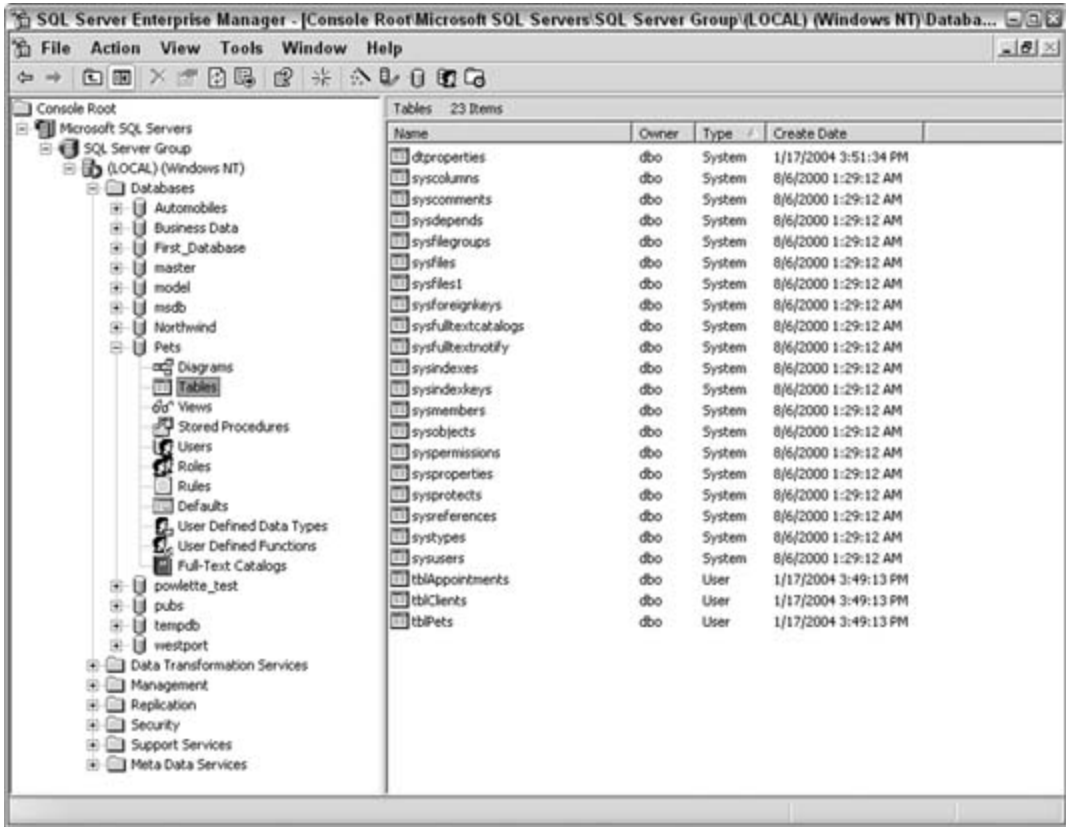 SQL Server Enterprise Manager - [Console Root\Microsoft SQL Servers\SQL Server Group\(LOCAL) (Windows NT)\Databa...
File Action View Tools Window Help
Console Root
Microsoft SQL Servers
SQL Server Group
(LOCAL) (Windows NT)
Databases
Automobiles
Business Data
First_Database
master
model
msdb
Northwind
Pets
Diagrams
Tables
Views
Stored Procedures
Users
Roles
Rules
Defaults
User Defined Data Types
User Defined Functions
Full-Text Catalogs
powlette_test
pubs
tempdb
westport
Data Transformation Services
Management
Replication
Security
Support Services
Meta Data Services
Tables 23 Items
Name Owner Type Create Date
dtproperties dbo System 1/17/2004 3:51:34 PM
syscolumns dbo System 8/6/2000 1:29:12 AM
syscomments dbo System 8/6/2000 1:29:12 AM
sysdepends dbo System 8/6/2000 1:29:12 AM
sysfilegroups dbo System 8/6/2000 1:29:12 AM
sysfiles dbo System 8/6/2000 1:29:12 AM
sysfiles1 dbo System 8/6/2000 1:29:12 AM
sysforeignkeys dbo System 8/6/2000 1:29:12 AM
sysfulltextcatalogs dbo System 8/6/2000 1:29:12 AM
sysfulltextnotify dbo System 8/6/2000 1:29:12 AM
sysindexes dbo System 8/6/2000 1:29:12 AM
sysindexkeys dbo System 8/6/2000 1:29:12 AM
sysmembers dbo System 8/6/2000 1:29:12 AM
sysobjects dbo System 8/6/2000 1:29:12 AM
syspermissions dbo System 8/6/2000 1:29:12 AM
sysproperties dbo System 8/6/2000 1:29:12 AM
sysprotects dbo System 8/6/2000 1:29:12 AM
sysreferences dbo System 8/6/2000 1:29:12 AM
systypes dbo System 8/6/2000 1:29:12 AM
sysusers dbo System 8/6/2000 1:29:12 AM
tblAppointments dbo User 1/17/2004 3:49:13 PM
tblClients dbo User 1/17/2004 3:49:13 PM
tblPets dbo User 1/17/2004 3:49:13 PM